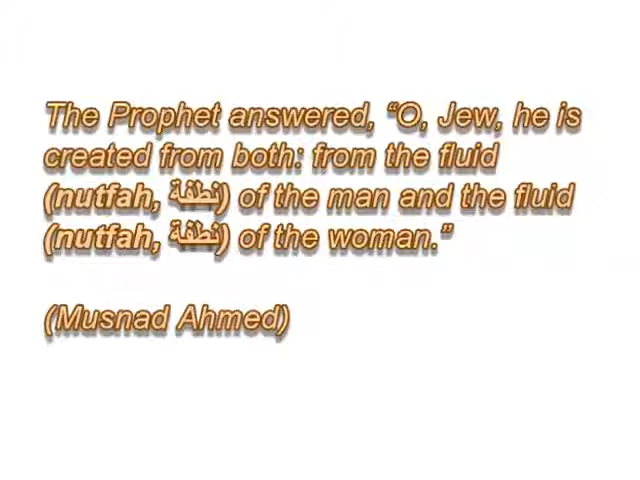 The Prophet answered, “O, Jew, he is
created from both: from the fluid
(nutfah, نطفة) of the man and the fluid
(nutfah, نطفة) of the woman.”
(Musnad Ahmed)